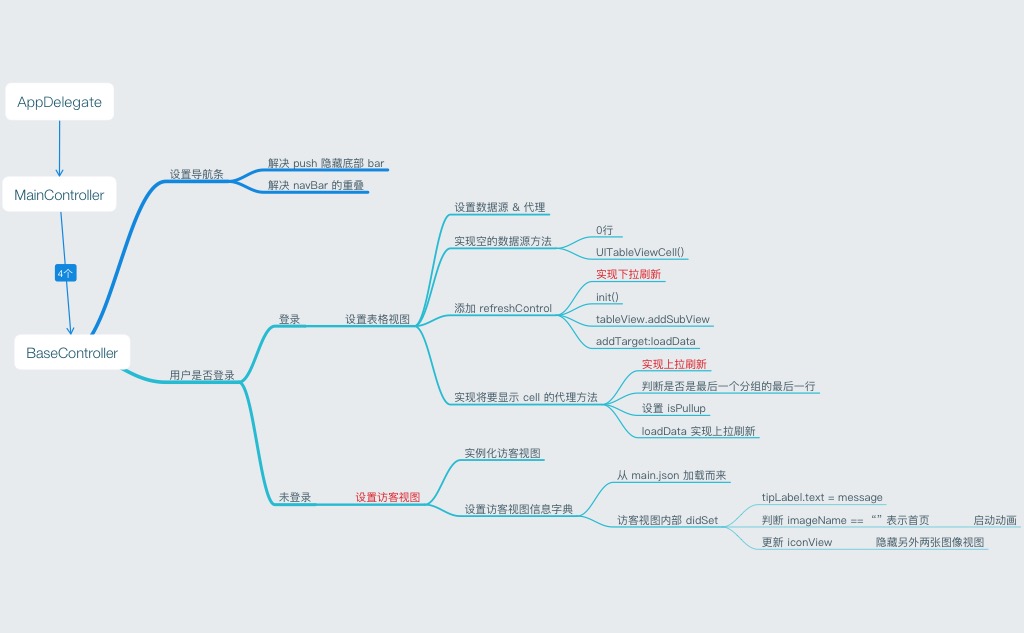 AppDelegate
MainController
4个
BaseController
设置导航条
解决 push 隐藏底部 bar
解决 navBar 的重叠
用户是否登录
登录
设置表格视图
设置数据源 & 代理
实现空的数据源方法
0行
UITableViewCell()
添加 refreshControl
实现下拉刷新
init()
tableView.addSubView
addTarget:loadData
实现将要显示 cell 的代理方法
实现上拉刷新
判断是否是最后一个分组的最后一行
设置 isPullup
loadData 实现上拉刷新
未登录
设置访客视图
实例化访客视图
设置访客视图信息字典
从 main.json 加载而来
访客视图内部 didSet
tipLabel.text = message
判断 imageName == “” 表示首页
启动动画
更新 iconView
隐藏另外两张图像视图